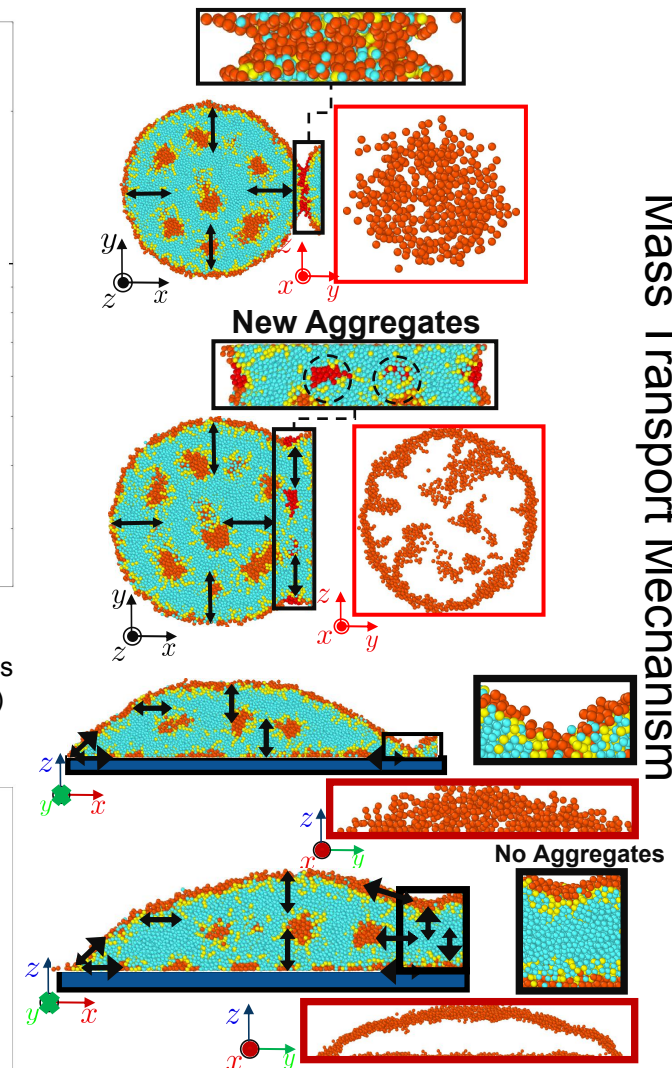 Mass Transport Mechanism
y
z
x
z
x
y
New Aggregates
y
z
x
z
x
y
s
)
z
y
x
z
x
y
No Aggregates
z
y
x
z
x
y